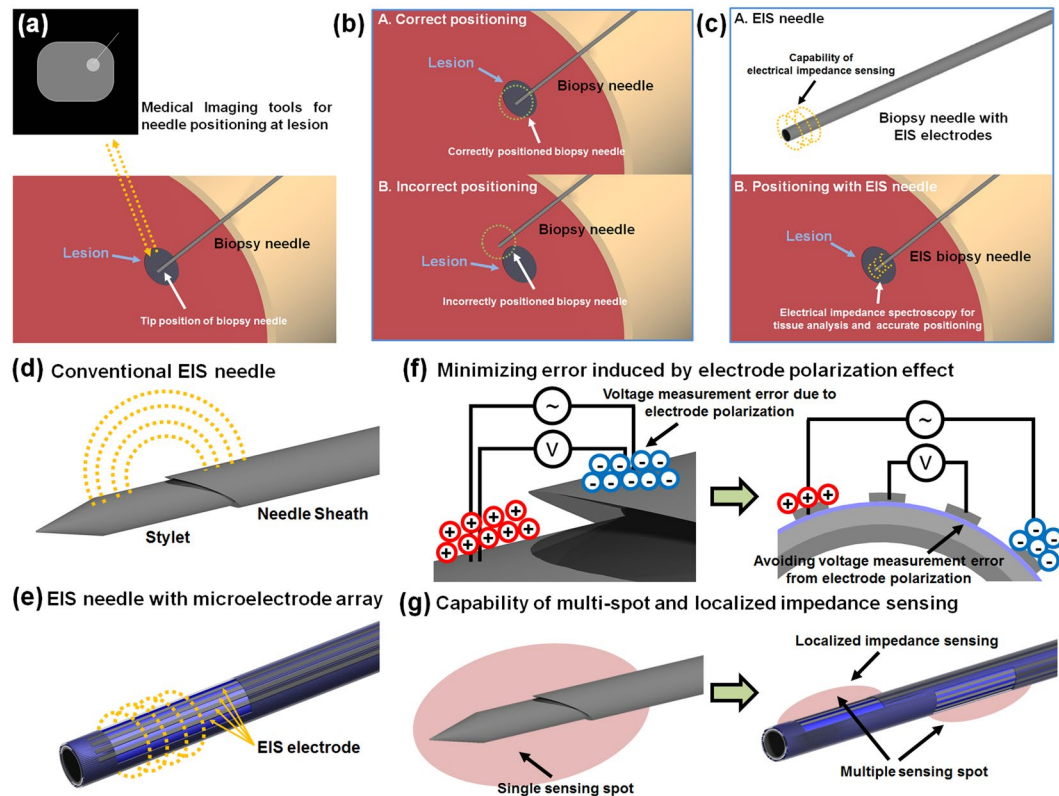 (a)
Medical Imaging tools for
needle positioning at lesion
Biopsy needle
Lesion
Tip position of biopsy needle
(b)
A. Correct positioning
Lesion
Biopsy needle
Correctly positioned biopsy needle
B. Incorrect positioning
Biopsy needle
Lesion
Incorrectly positioned biopsy needle
(c)
A. EIS needle
Capability of
electrical impedance sensing
Biopsy needle with
EIS electrodes
B. Positioning with EIS needle
Lesion
EIS biopsy needle
Electrical impedance spectroscopy for
tissue analysis and accurate positioning
(d) Conventional EIS needle
Needle Sheath
Stylet
(e) EIS needle with microelectrode array
EIS electrode
(f) Minimizing error induced by electrode polarization effect
Voltage measurement error due to
electrode polarization
~
V
~
V
Avoiding voltage measurement error
from electrode polarization
(g) Capability of multi-spot and localized impedance sensing
Localized impedance sensing
Single sensing spot
Multiple sensing spot